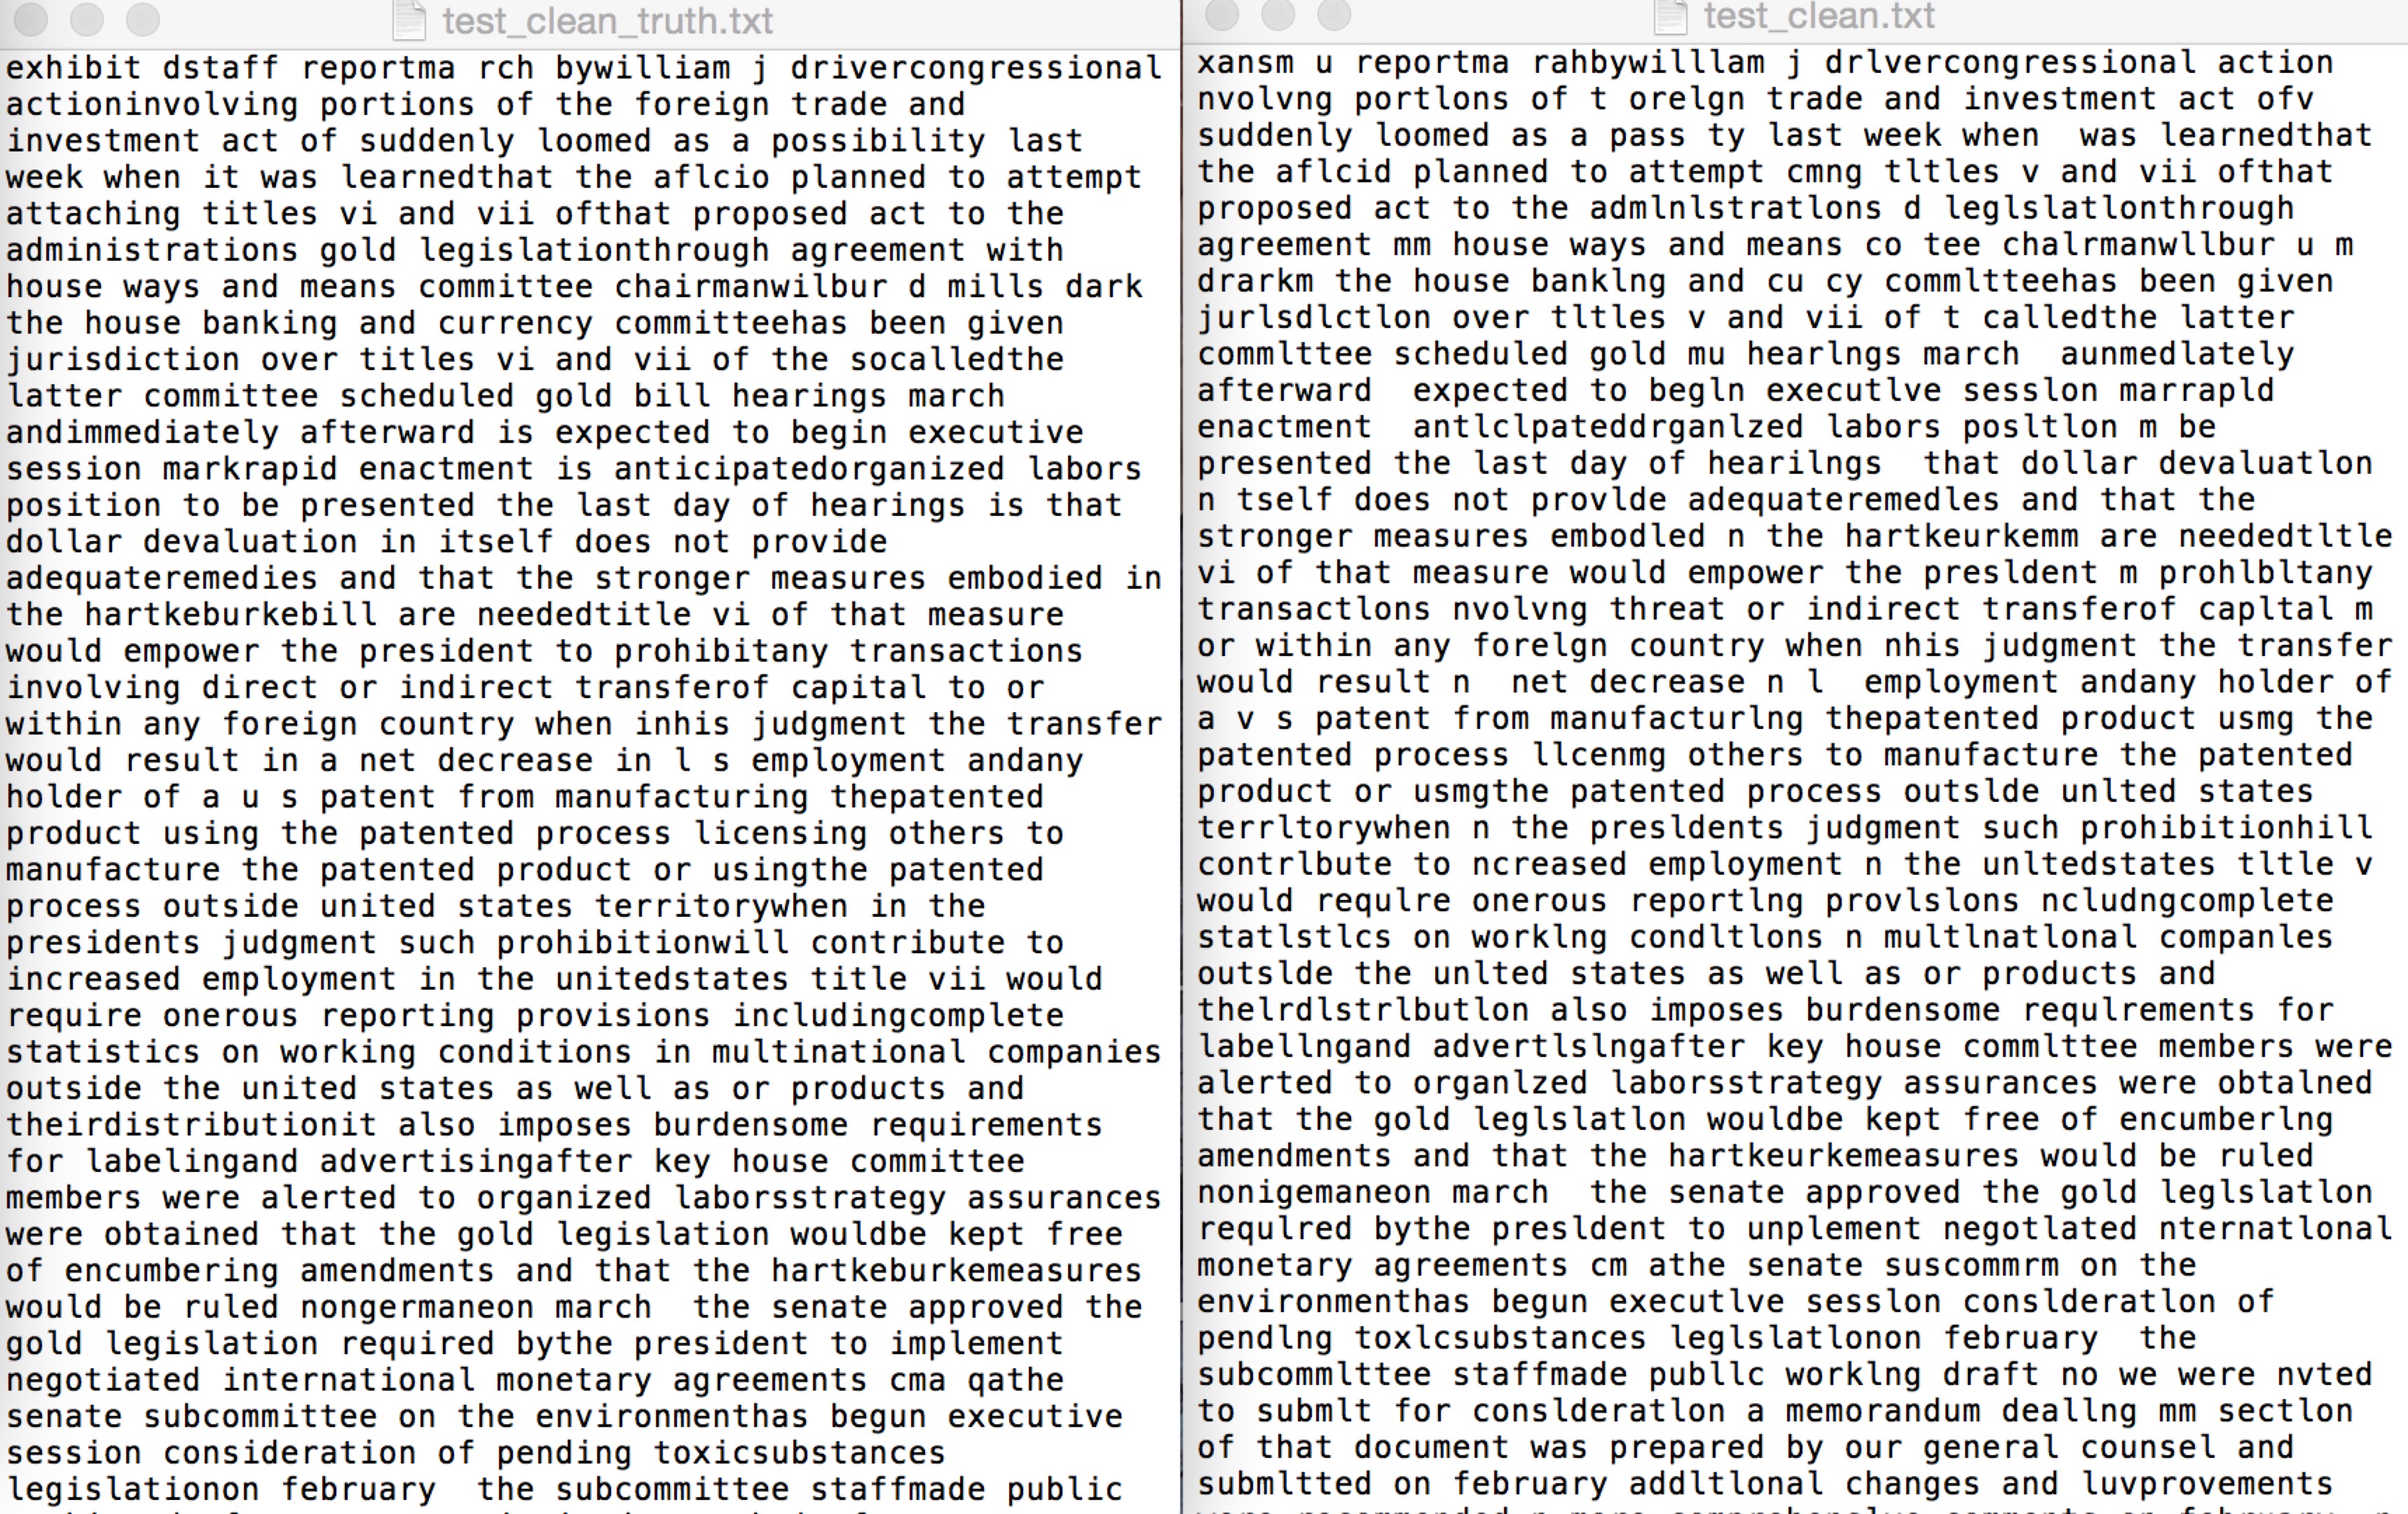 test_clean_truth.txt
exhibit dstaff reportma rch bywilliam j drivercongressional
actioninvolving portions of the foreign trade and
investment act of suddenly loomed as a possibility last
week when it was learnedthat the aflcio planned to attempt
attaching titles vi and vii ofthat proposed act to the
administrations gold legislationthrough agreement with
house ways and means committee chairmanwilbur d mills dark
the house banking and currency committeehas been given
jurisdiction over titles vi and vii of the socalledthe
latter committee scheduled gold bill hearings march
andimmediately afterward is expected to begin executive
session markrapid enactment is anticipatedorganized labors
position to be presented the last day of hearings is that
dollar devaluation in itself does not provide
adequateremedies and that the stronger measures embodied in
the hartkeburkebill are neededtitle vi of that measure
would empower the president to prohibitany transactions
involving direct or indirect transferof capital to or
within any foreign country when inhis judgment the transfer
would result in a net decrease in l s employment andany
holder of a u s patent from manufacturing thepatented
product using the patented process licensing others to
manufacture the patented product or usingthe patented
process outside united states territorywhen in the
presidents judgment such prohibitionwill contribute to
increased employment in the unitedstates title vii would
require onerous reporting provisions includingcomplete
statistics on working conditions in multinational companies
outside the united states as well as or products and
theirdistributionit also imposes burdensome requirements
for labelingand advertisingafter key house committee
members were alerted to organized laborsstrategy assurances
were obtained that the gold legislation wouldbe kept free
of encumbering amendments and that the hartkeburkemeasures
would be ruled nongermaneon march  the senate approved the
gold legislation required bythe president to implement
negotiated international monetary agreements cma qathe
senate subcommittee on the environmenthas begun executive
session consideration of pending toxicsubstances
legislationon february  the subcommittee staffmade public
test_clean.txt
xansm u reportma rahbywilllam j drlvercongressional action
nvolvng portlons of t orelgn trade and investment act ofv
suddenly loomed as a pass ty last week when  was learnedthat
the aflcid planned to attempt cmng tltles v and vii ofthat
proposed act to the admlnlstratlons d leglslatlonthrough
agreement mm house ways and means co tee chalrmanwllbur u m
drarkm the house banklng and cu cy commltteehas been given
jurlsdlctlon over tltles v and vii of t calledthe latter
commlttee scheduled gold mu hearlngs march  aunmedlately
afterward  expected to begln executlve sesslon marrapld
enactment  antlclpateddrganlzed labors posltlon m be
presented the last day of hearilngs  that dollar devaluatlon
n tself does not provlde adequateremedles and that the
stronger measures embodled n the hartkeurkemm are neededtltle
vi of that measure would empower the presldent m prohlbltany
transactlons nvolvng threat or indirect transferof capltal m
or within any forelgn country when nhis judgment the transfer
would result n  net decrease n l  employment andany holder of
a v s patent from manufacturlng thepatented product usmg the
patented process llcenmg others to manufacture the patented
product or usmgthe patented process outslde unlted states
terrltorywhen n the presldents judgment such prohibitionhill
contrlbute to ncreased employment n the unltedstates tltle v
would requlre onerous reportlng provlslons ncludngcomplete
statlstlcs on worklng condltlons n multlnatlonal companles
outslde the unlted states as well as or products and
thelrdlstrlbutlon also imposes burdensome requlrements for
labellngand advertlslngafter key house commlttee members were
alerted to organlzed laborsstrategy assurances were obtalned
that the gold leglslatlon wouldbe kept free of encumberlng
amendments and that the hartkeurkemeasures would be ruled
nonigemaneon march  the senate approved the gold leglslatlon
requlred bythe presldent to unplement negotlated nternatlonal
monetary agreements cm athe senate suscommrm on the
environmenthas begun executlve sesslon conslderatlon of
pendlng toxlcsubstances leglslatlonon february  the
subcommlttee staffmade publlc worklng draft no we were nvted
to submlt for conslderatlon a memorandum deallng mm sectlon
of that document was prepared by our general counsel and
submltted on february addltlonal changes and luvprovements